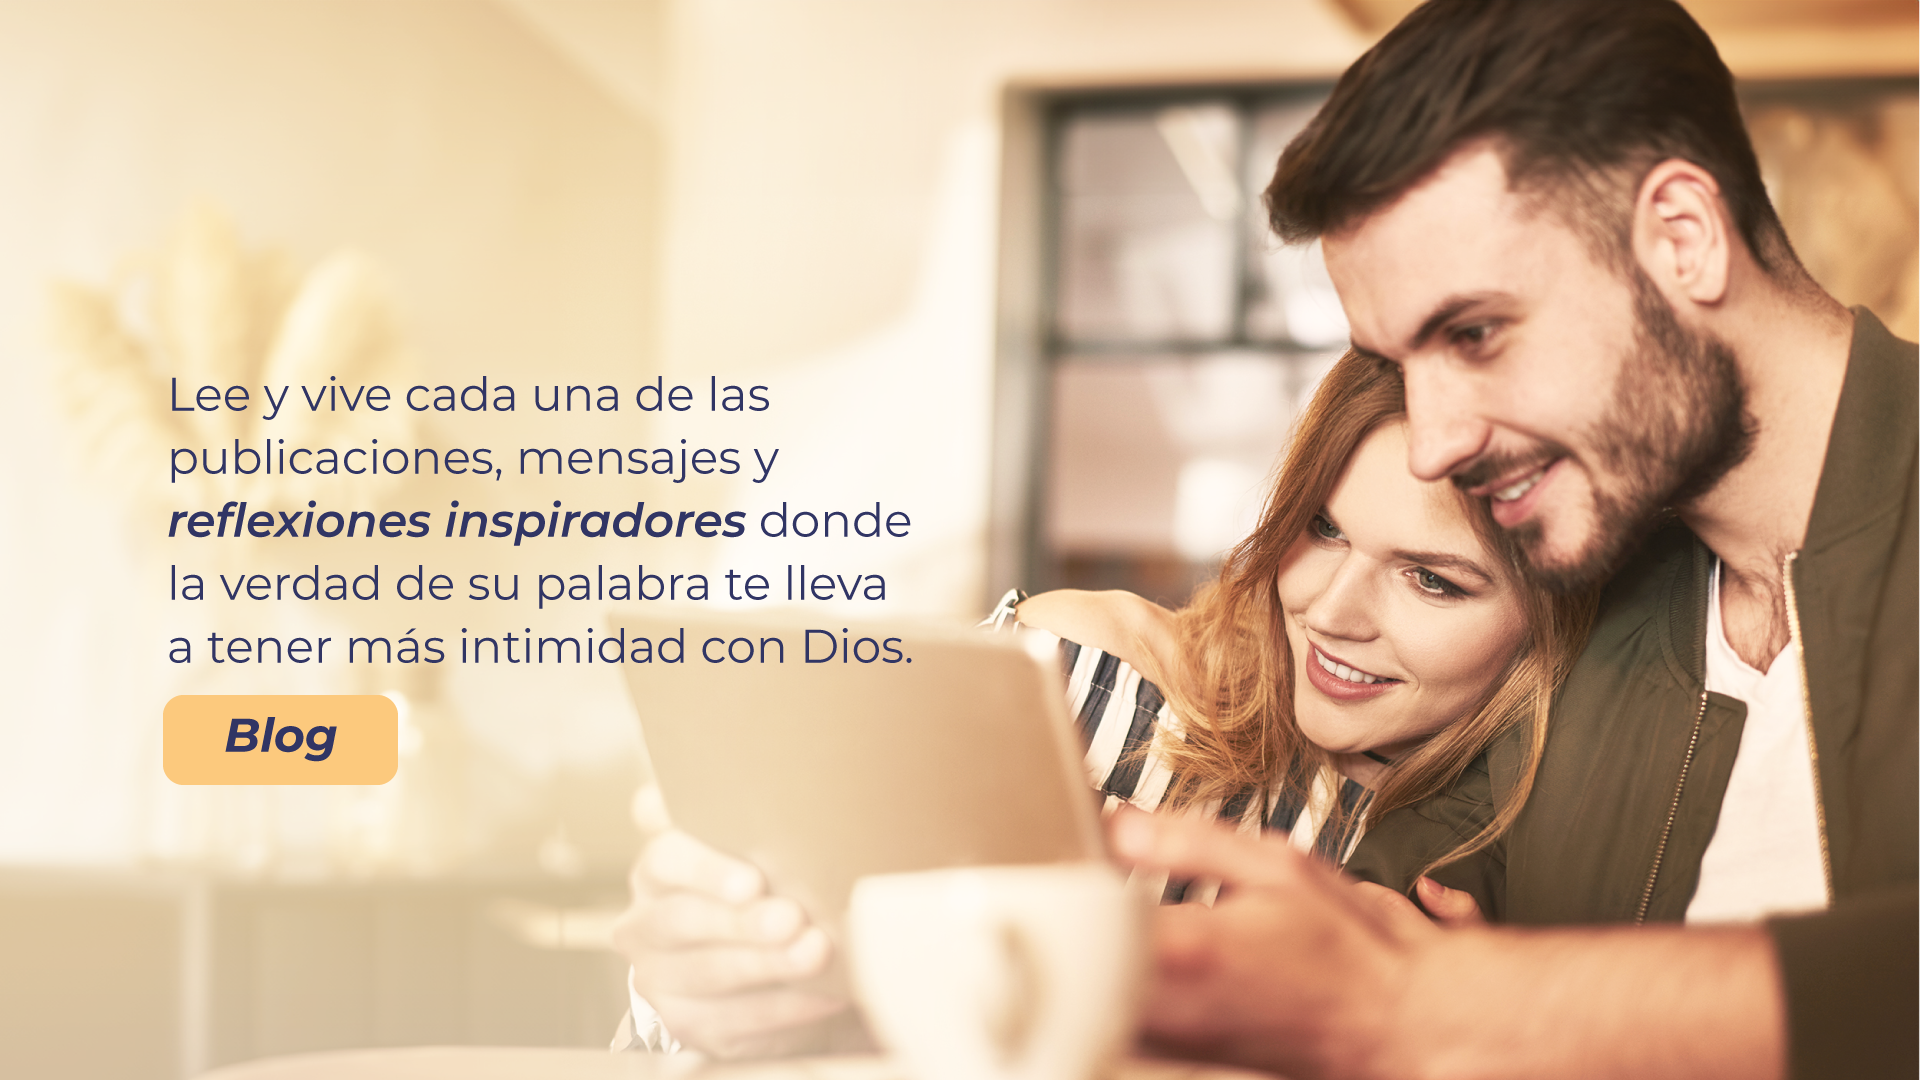 Lee y vive cada una de las
publicaciones, mensajes y
reflexiones inspiradores donde
la verdad de su palabra te lleva
a tener más intimidad con Dios.
Blog